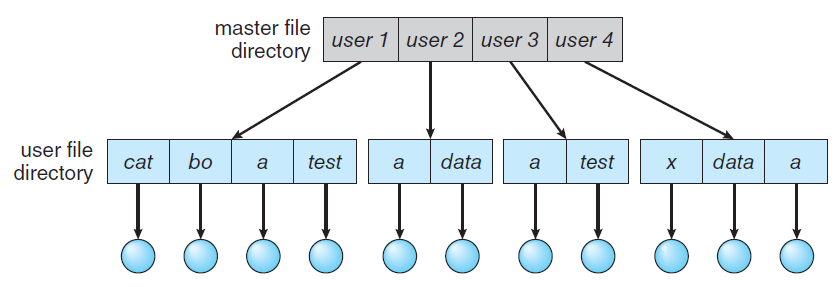 master file
directory
user 1 user 2 user 3 user 4
user file
directory
cat bo a test a data a test x data a